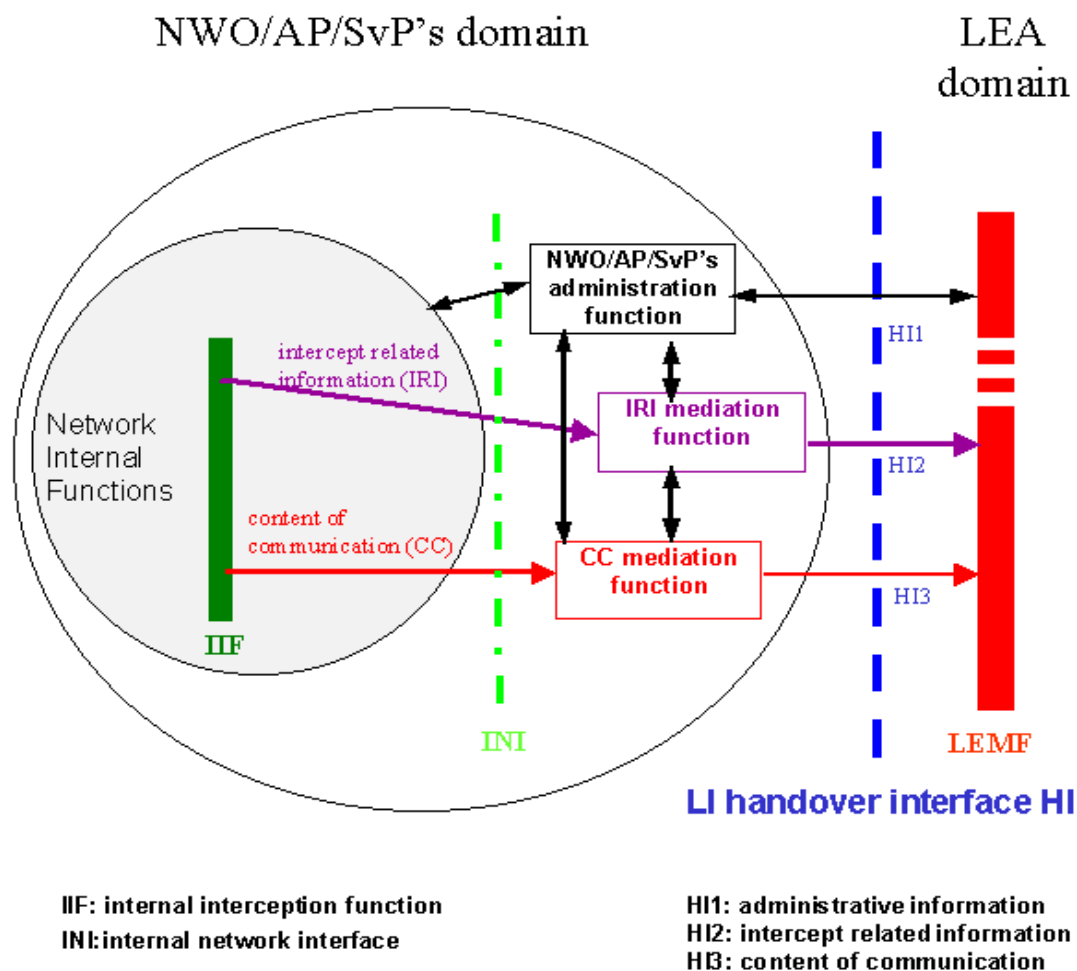 NWO/AP/SvP's domain
LEA
domain
NWO/AP/SvP's
administration
function
HI1
intercept related
information (IRI)
IRI mediation
function
HI2
Network
Internal
Functions
content of
communication (CC)
CC mediation
function
HI3
IIF
INI
LEMF
LI handover interface HI
IIF: internal interception function
INI:internal network interface
HI1: administrative information
HI2: intercept related information
HI3: content of communication